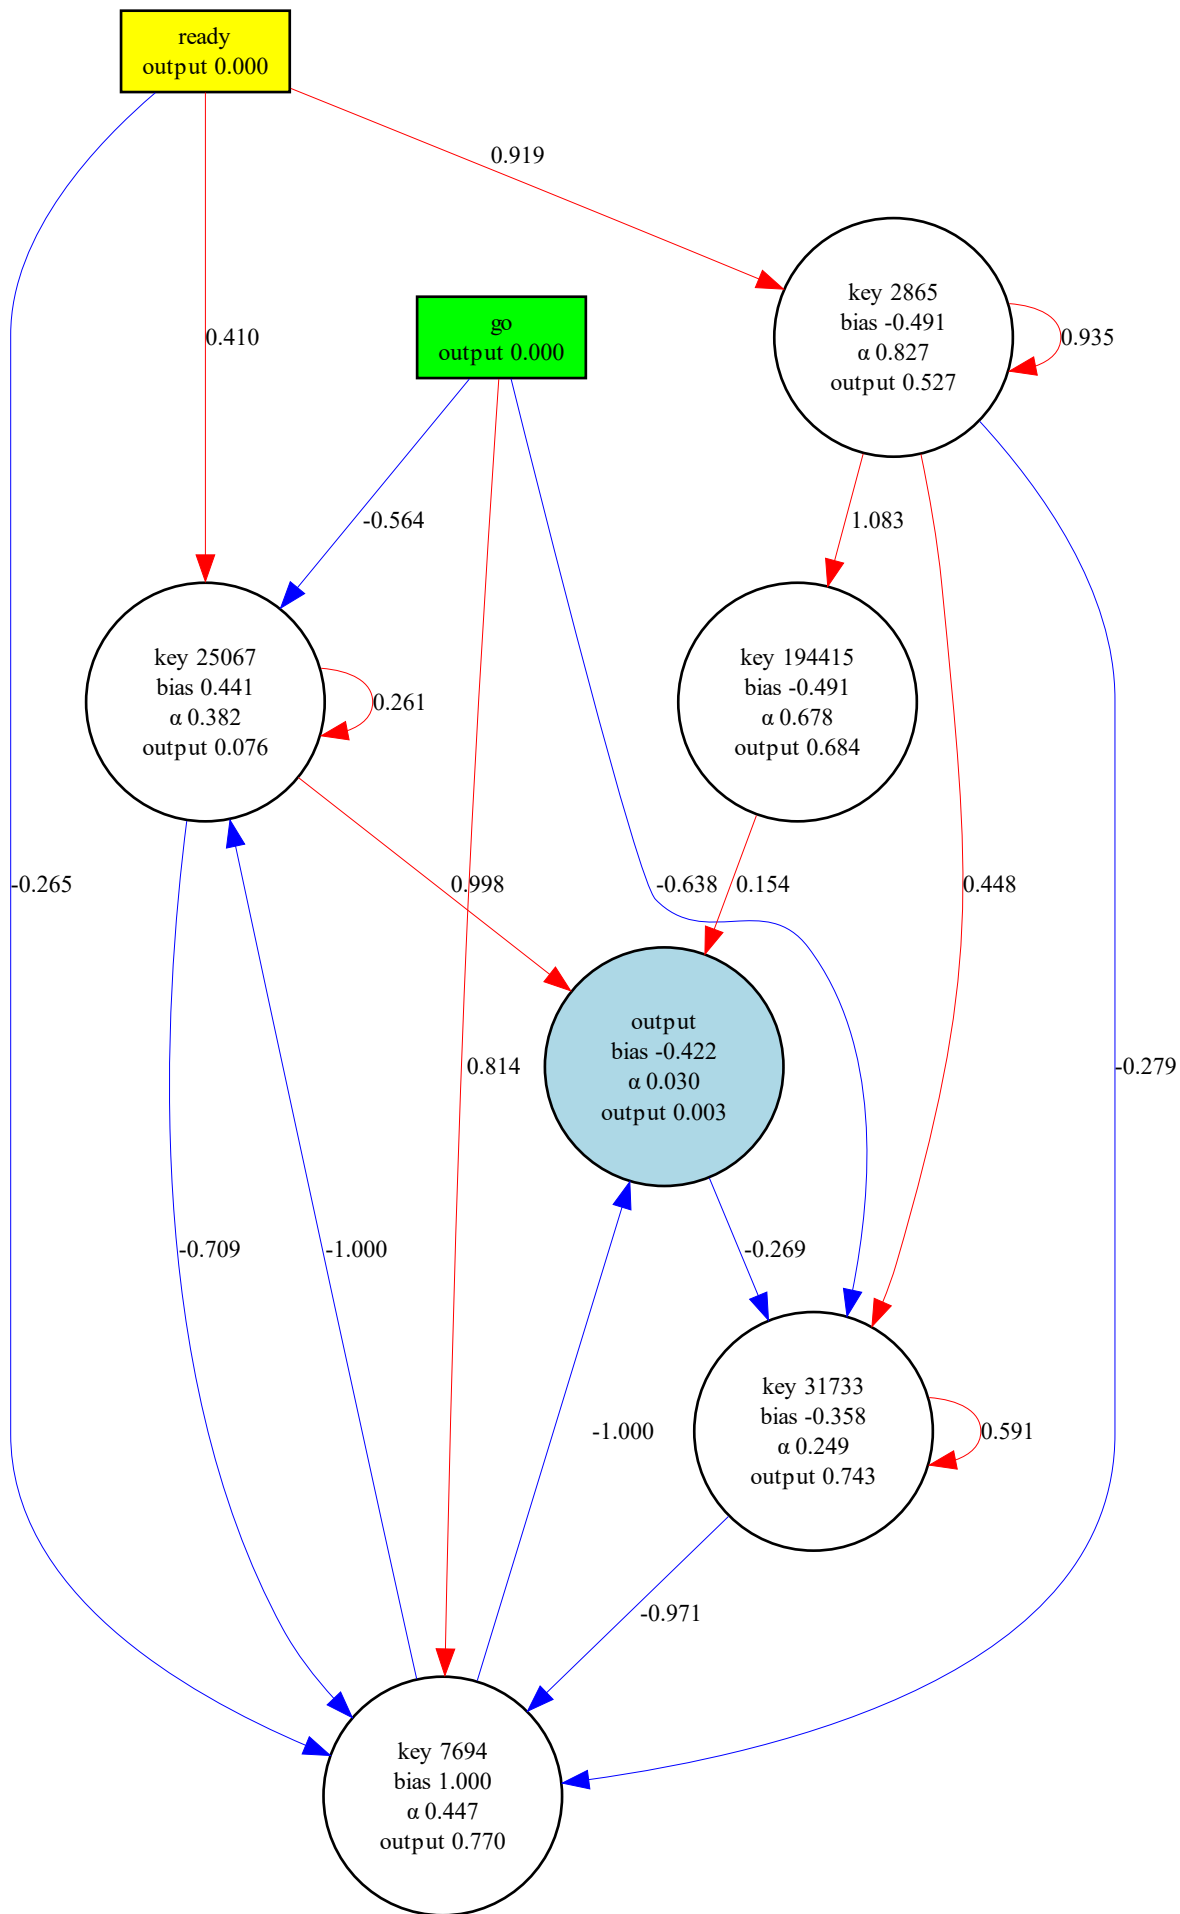 ready
output 0.000
0.919
key 2865
bias -0.491
α 0.827
output 0.527
0.935
go
output 0.000
0.410
-0.564
1.083
key 25067
bias 0.441
α 0.382
output 0.076
0.261
key 194415
bias -0.491
α 0.678
output 0.684
-0.265
0.998
-0.638
0.154
0.448
output
bias -0.422
α 0.030
output 0.003
0.814
-0.279
-0.709
-1.000
-0.269
key 31733
bias -0.358
α 0.249
output 0.743
-1.000
0.591
-0.971
key 7694
bias 1.000
α 0.447
output 0.770